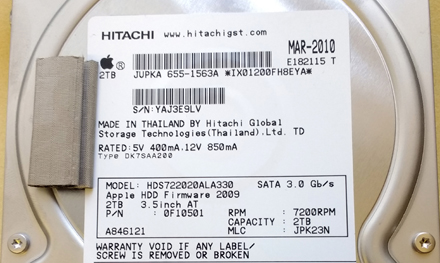 HITACHI www.hitachigst.com
MAR-2010
E182115 T
2TB JUPKA 655-1563A *IX01200FH8EYA*
S/N:YAJ3E9LV
MADE IN THAILAND BY Hitachi Global
Storage Technologies(Thailand).Ltd. TD
RATED:5V 400mA.12V 850mA
TYPE DK7SAA200
MODEL: HDS722020ALA330 SATA 3.0 Gb/s
Apple HDD Firmware 2009
2TB 3.5inch AT
P/N : 0F10501 RPM : 7200RPM
CAPACITY : 2TB
A846121 MLC : JPK23N
WARRANTY VOID IF ANY LABEL/
SCREW IS REMOVED OR BROKEN